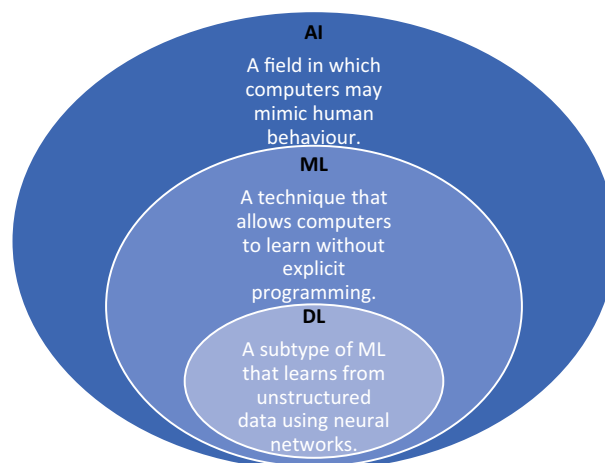 AI
A field in which
computers may
mimic human
behaviour.
ML
A technique that
allows computers
to learn without
explicit
programming.
DL
A subtype of ML
that learns from
unstructured
data using neural
networks.